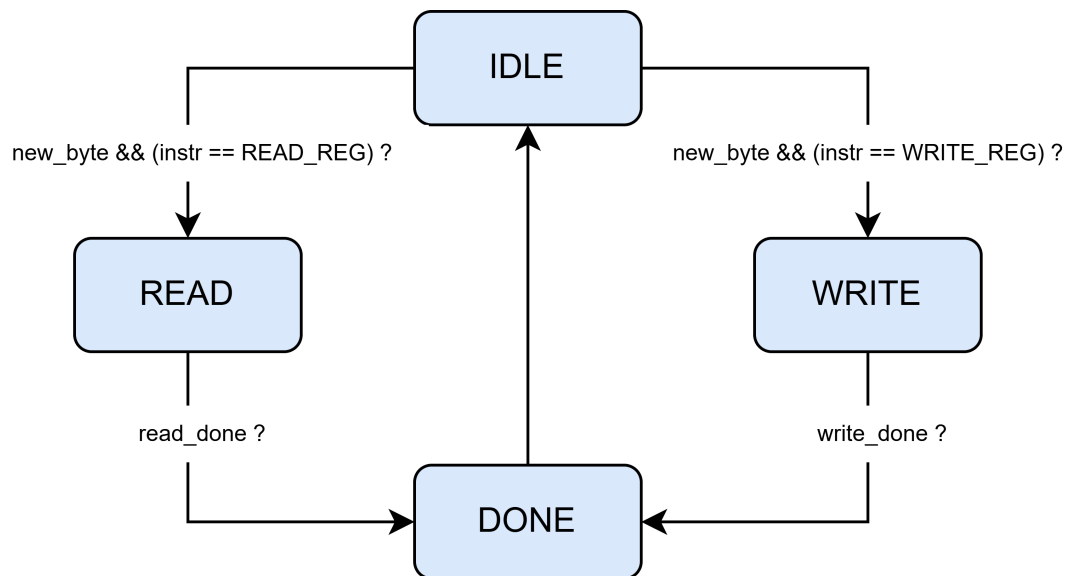 IDLE
new_byte && (instr == READ_REG) ?
new_byte && (instr == WRITE_REG) ?
READ
WRITE
read_done ?
write_done ?
DONE